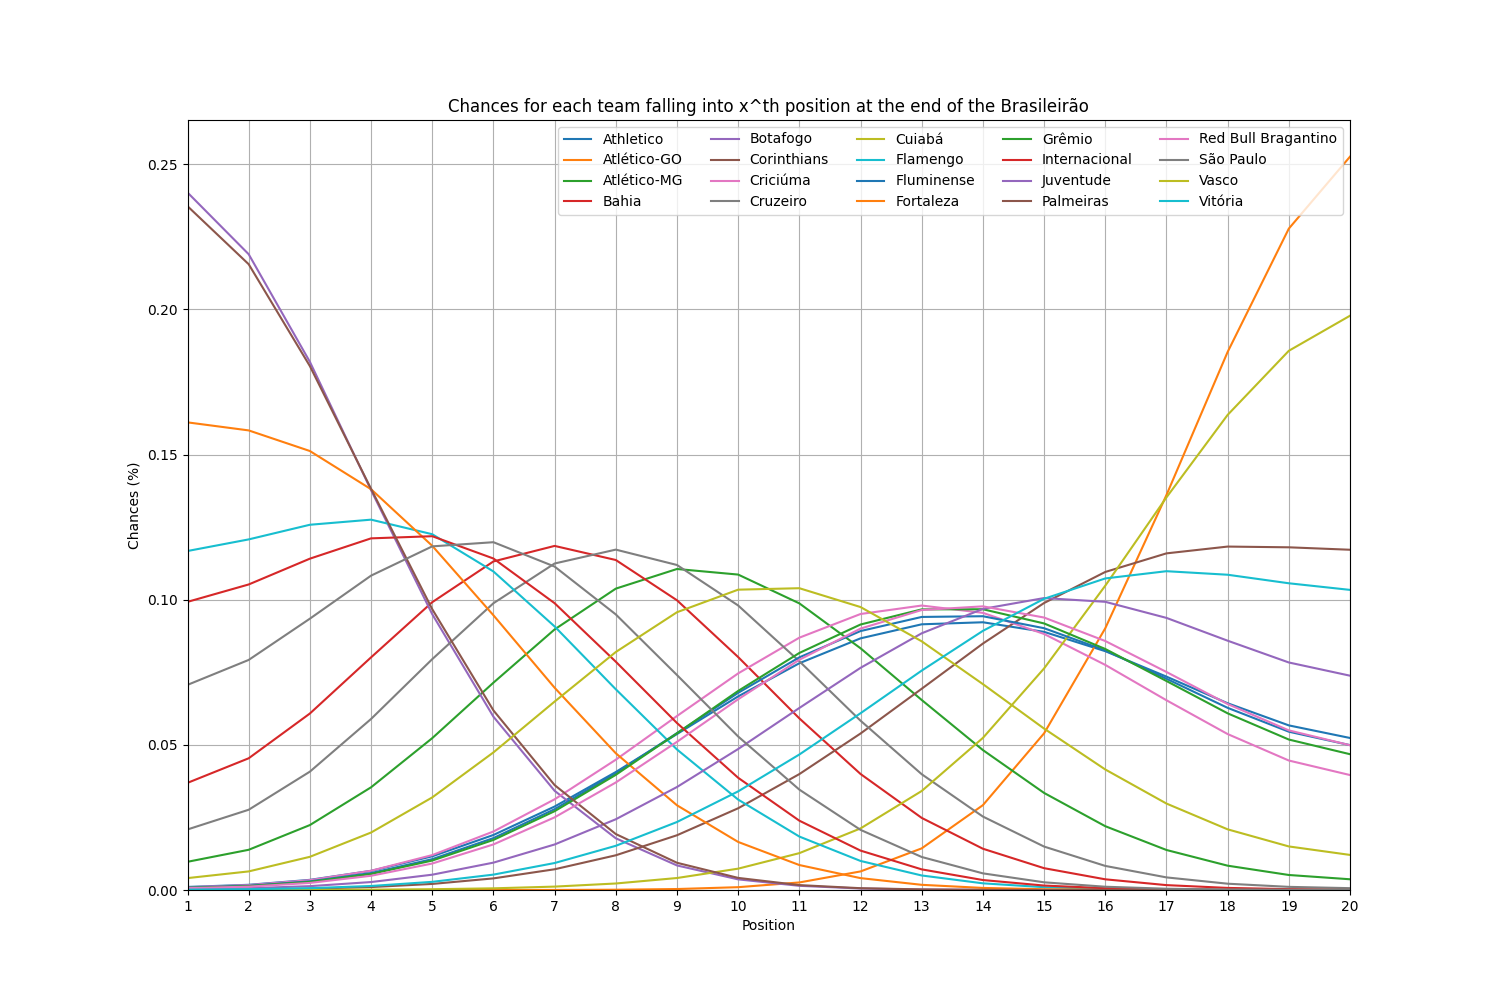 Chances for each team falling into x^th position at the end of the Brasileirão
Athletico
Atlético-GO
Atlético-MG
Bahia
Botafogo
Corinthians
Criciúma
Cruzeiro
Cuiabá
Flamengo
Fluminense
Fortaleza
Grêmio
Internacional
Juventude
Palmeiras
Red Bull Bragantino
São Paulo
Vasco
Vitória
Chances (%)
0.25
0.20
0.15
0.10
0.05
0.00
1 2 3 4 5 6 7 8 9 10 11 12 13 14 15 16 17 18 19 20
Position